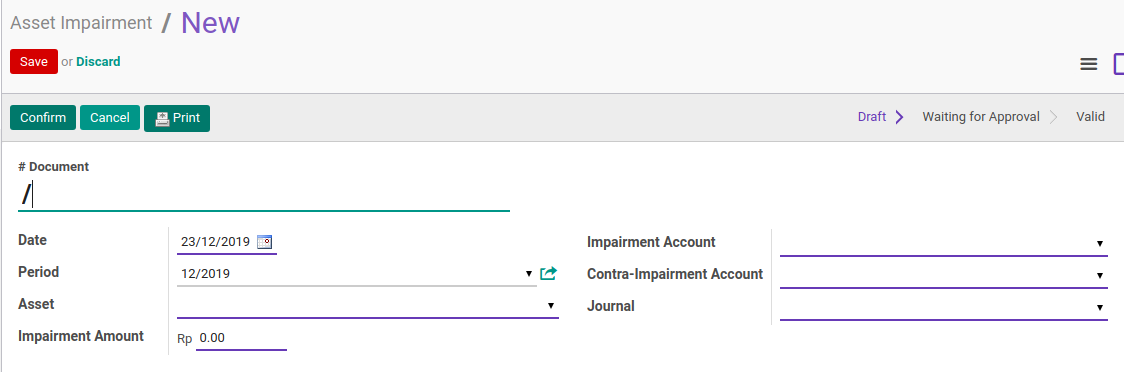 Asset Impairment / New
Save or Discard
Confirm Cancel Print Draft Waiting for Approval Valid
# Document
/
Date 23/12/2019 Impairment Account
Period 12/2019 Contra-Impairment Account
Asset Journal
Impairment Amount Rp 0.00